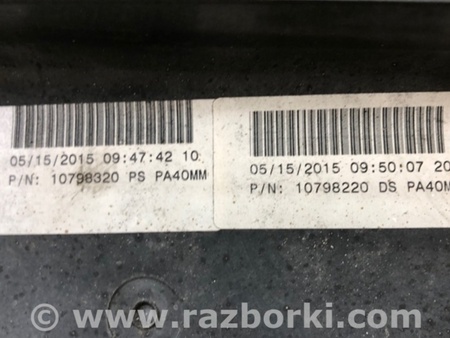 05/15/2015 09:47:42 10
P/N: 10798320 PS PA40MM
05/15/2015 09:50:07 20
P/N: 10798220 DS PA40M
www.razborki.com